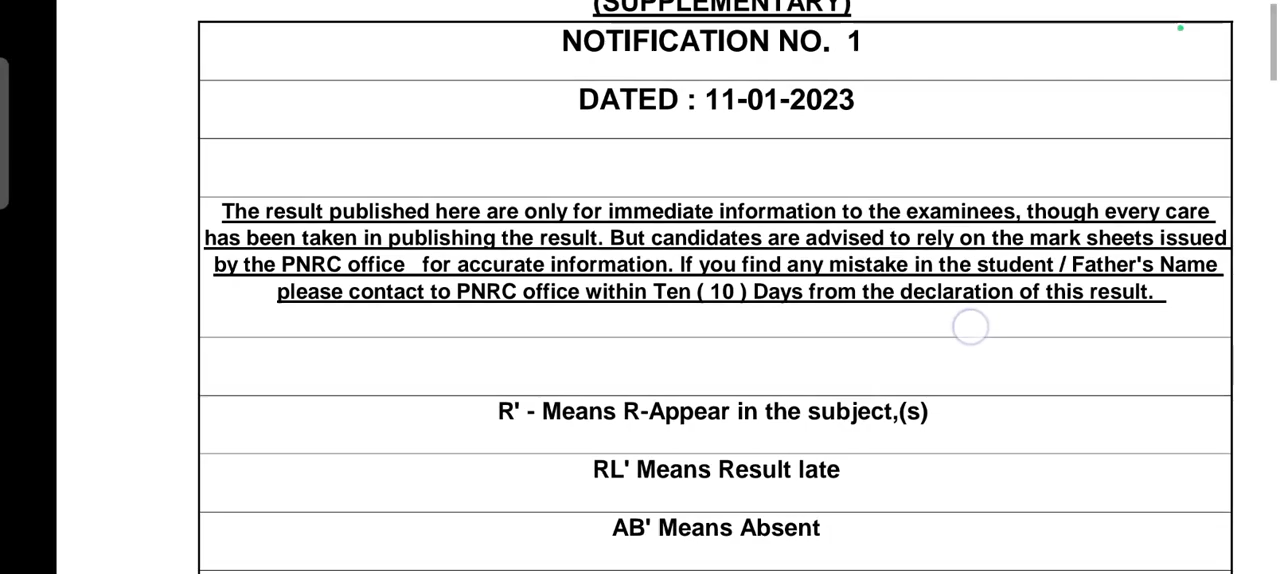 (SUPPLEMENTARY)
NOTIFICATION NO. 1
DATED : 11-01-2023
The result published here are only for immediate information to the examinees, though every care
has been taken in publishing the result. But candidates are advised to rely on the mark sheets issued
by the PNRC office for accurate information. If you find any mistake in the student / Father's Name
please contact to PNRC office within Ten ( 10 ) Days from the declaration of this result.
R' - Means R-Appear in the subject,(s)
RL' Means Result late
AB' Means Absent